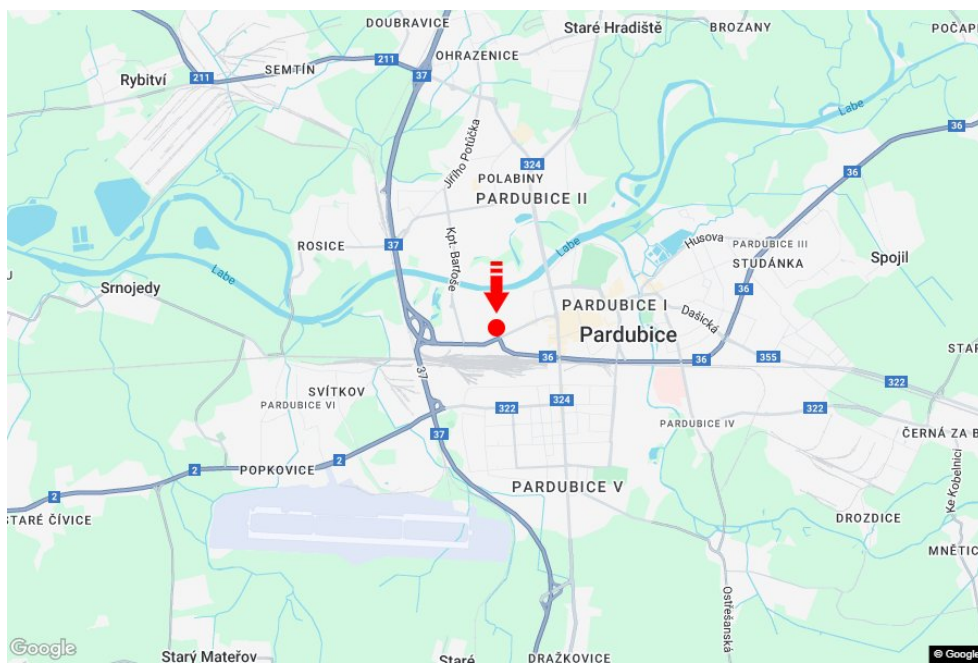 DOUBRAVICE
Staré Hradiště
BROZANY
POČAPL
OHRAZENICE
211
37
SEMTÍN
Rybitví
211
Labe
36
Jiřího Potůčka
324
36
POLABINY
PARDUBICE II
Kpt. Bartoše
Labe
Husova
PARDUBICE III
STUDÁNKA
Spojil
ROSICE
37
Labe
Srnojedy
36
PARDUBICE I
Dašická
Pardubice
36
36
355
STAR
37
322
SVÍTKOV
PARDUBICE VI
322
324
322
PARDUBICE IV
ČERNÁ ZA B
37
2
POPKOVICE
2
PARDUBICE V
Ke Kobelnici
STARÉ ČÍVICE
DROZDICE
MNĚTIC
Ostřešanská
Google
Starý Mateřov
Staré
DRAŽKOVICE
© Google